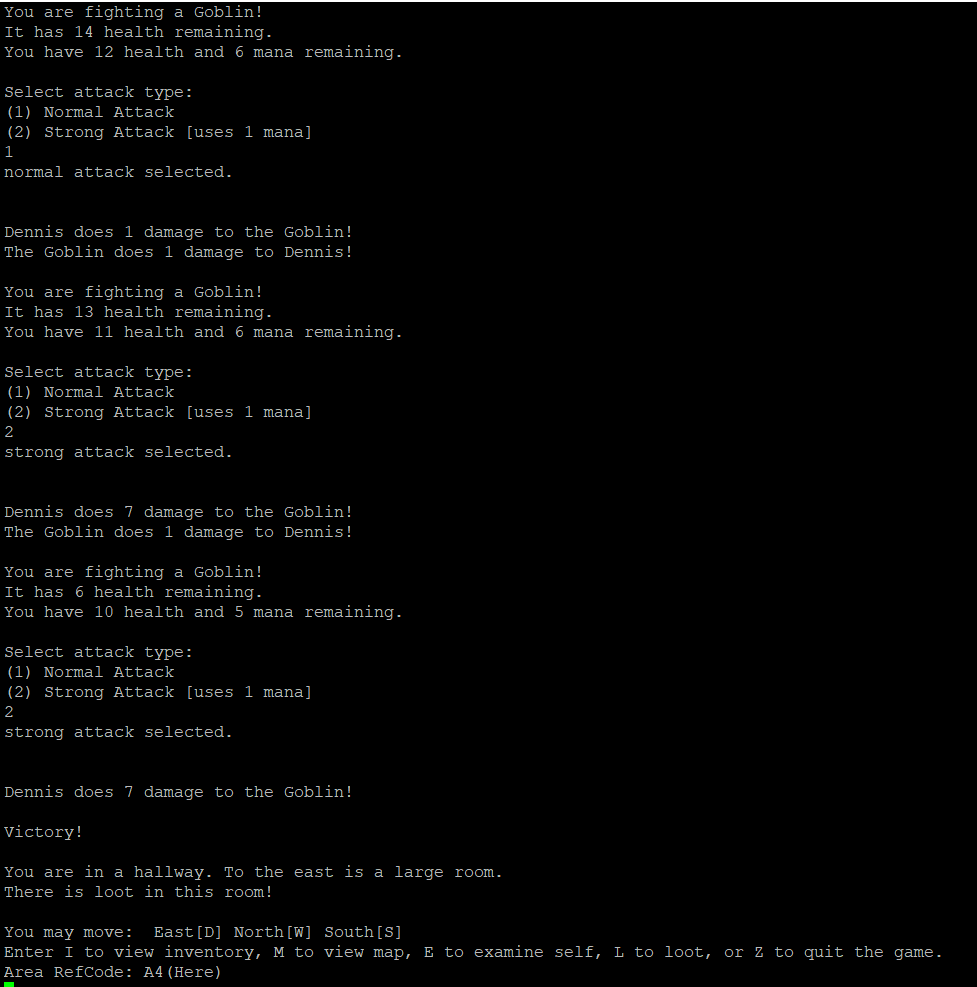 You are fighting a Goblin!
It has 14 health remaining.
You have 12 health and 6 mana remaining.
Select attack type:
(1) Normal Attack
(2) Strong Attack [uses 1 mana]
1
normal attack selected.
Dennis does 1 damage to the Goblin!
The Goblin does 1 damage to Dennis!
You are fighting a Goblin!
It has 13 health remaining.
You have 11 health and 6 mana remaining.
Select attack type:
(1) Normal Attack
(2) Strong Attack [uses 1 mana]
2
strong attack selected.
Dennis does 7 damage to the Goblin!
The Goblin does 1 damage to Dennis!
You are fighting a Goblin!
It has 6 health remaining.
You have 10 health and 5 mana remaining.
Select attack type:
(1) Normal Attack
(2) Strong Attack [uses 1 mana]
2
strong attack selected.
Dennis does 7 damage to the Goblin!
Victory!
You are in a hallway. To the east is a large room.
There is loot in this room!
You may move:  East[D] North[W] South[S]
Enter I to view inventory, M to view map, E to examine self, L to loot, or Z to quit the game.
Area RefCode: A4(Here)